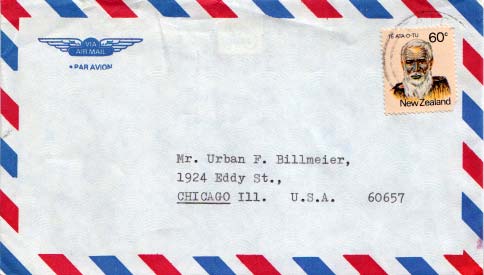 VIA
AIR MAIL
PAR AVION
TE ATA-O-TU
60c
New Zealand
Mr. Urban F. Billmeier,
1924 Eddy St.,
CHICAGO Ill. U.S.A. 60657